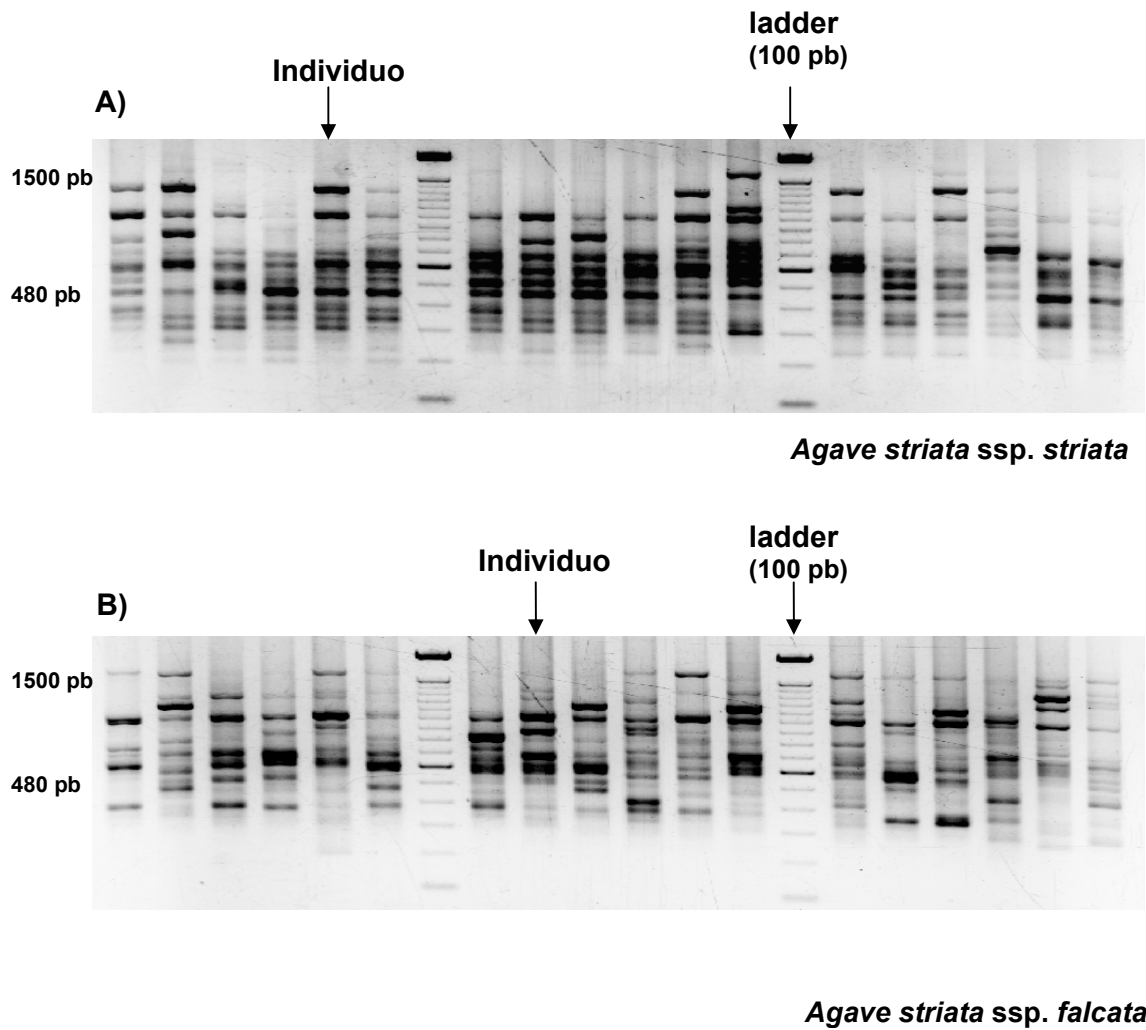 ladder
(100 pb)
Individuo
A)
1500 pb
480 pb
Agave striata ssp. striata
ladder
(100 pb)
Individuo
B)
1500 pb
480 pb
Agave striata ssp. falcata